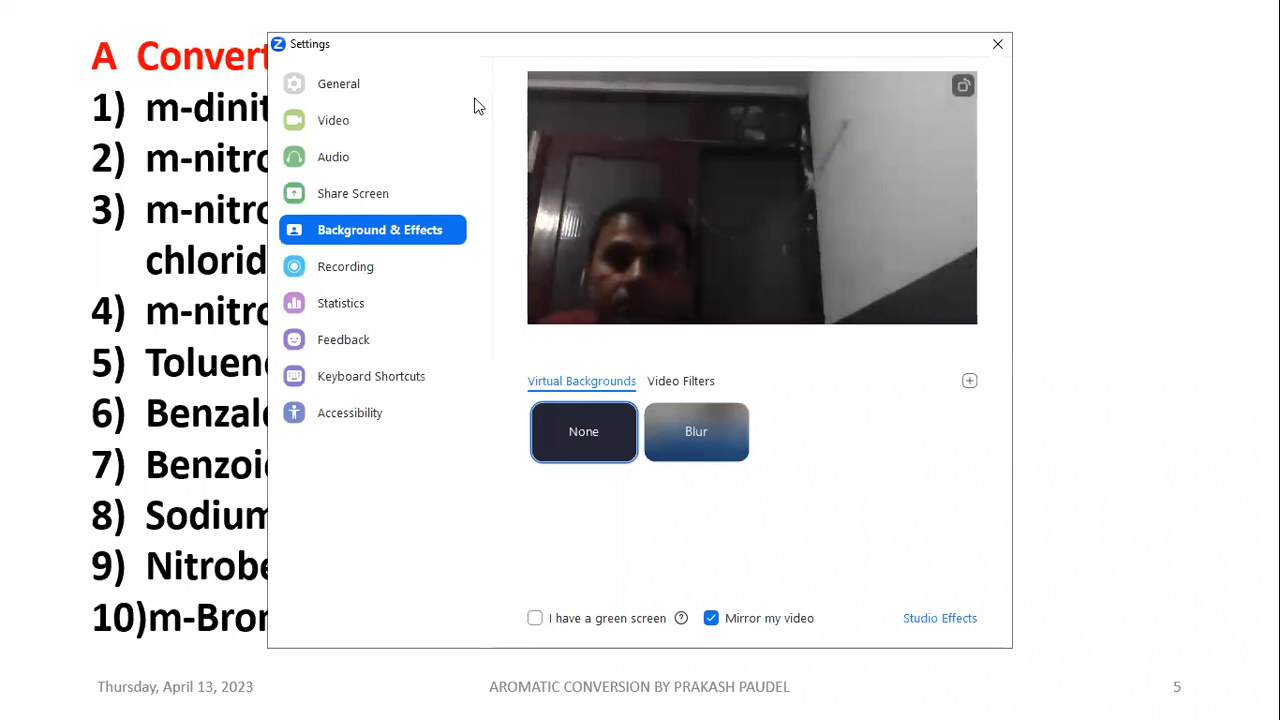 A Convert
1) m-dinit
2) m-nitro
3) m-nitro
chlorid
4) m-nitro
5) Toluene
6) Benzale
7) Benzoic
8) Sodium
9) Nitrobe
10)m-Brom
Settings
General
Video
Audio
Share Screen
Background & Effects
Recording
Statistics
Feedback
Keyboard Shortcuts
Accessibility
Virtual Backgrounds Video Filters
None Blur
I have a green screen Mirror my video Studio Effects
Thursday, April 13, 2023 AROMATIC CONVERSION BY PRAKASH PAUDEL 5